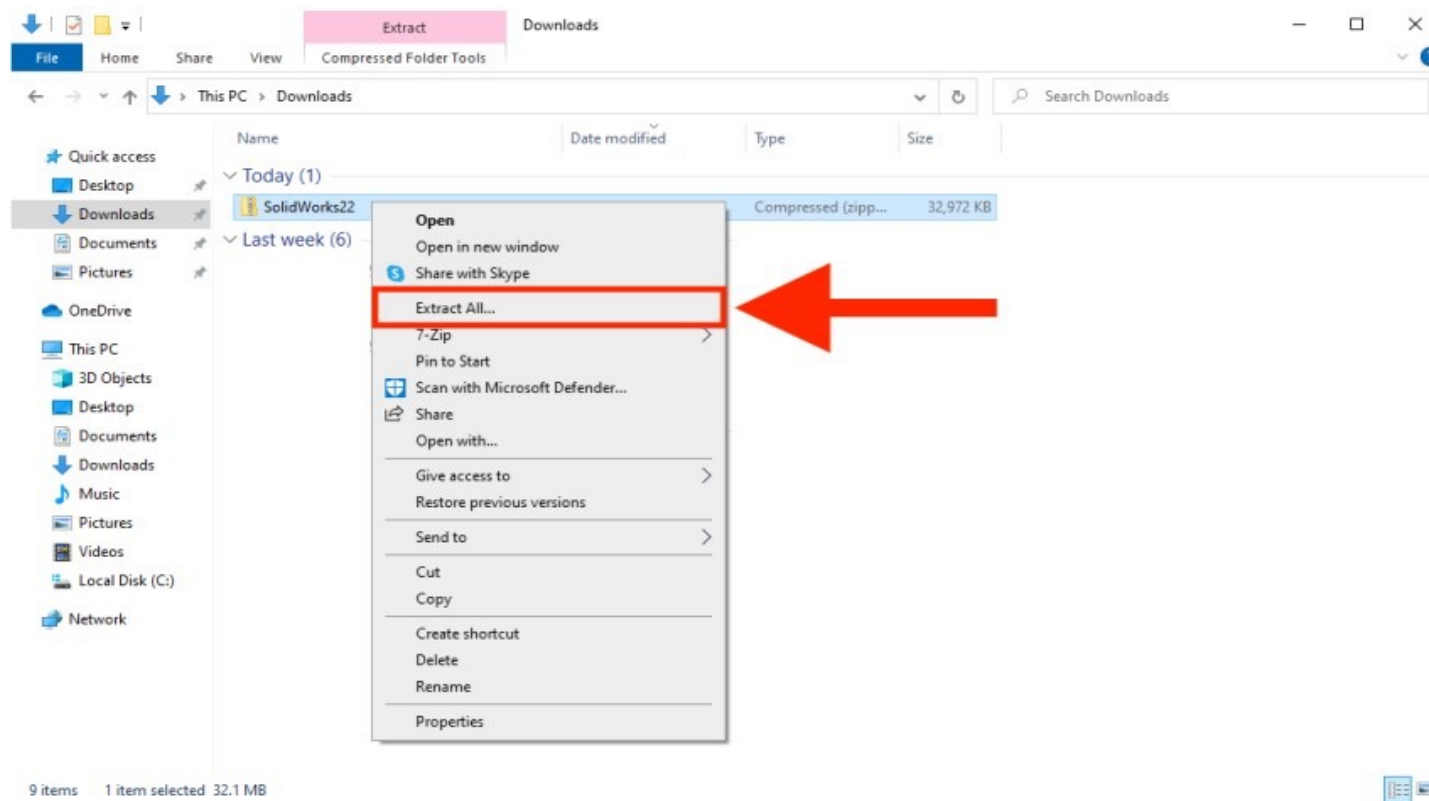 Extract Downloads
File Home Share View Compressed Folder Tools
This PC > Downloads Search Downloads
Name Date modified Type Size
Quick access
Desktop
Downloads
Documents
Pictures
OneDrive
This PC
3D Objects
Desktop
Documents
Downloads
Music
Pictures
Videos
Local Disk (C:)
Network
Today (1)
SolidWorks22 Compressed (zipp... 32,972 KB
Last week (6)
Open
Open in new window
Share with Skype
Extract All...
7-Zip
Pin to Start
Scan with Microsoft Defender...
Share
Open with...
Give access to
Restore previous versions
Send to
Cut
Copy
Create shortcut
Delete
Rename
Properties
9 items 1 item selected 32.1 MB